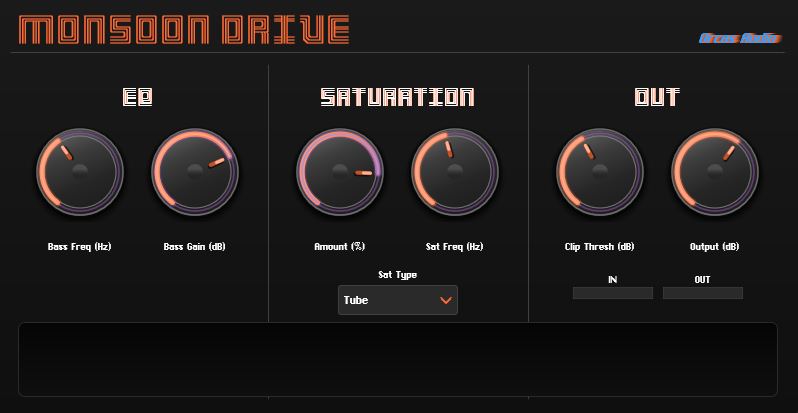 MONSOON DRIVE
EQ
SATURATION
OUT
Bass Freq (Hz)
Bass Gain (dB)
Amount (%)
Sat Freq (Hz)
Clip Thresh (dB)
Output (dB)
Sat Type
Tube
IN
OUT